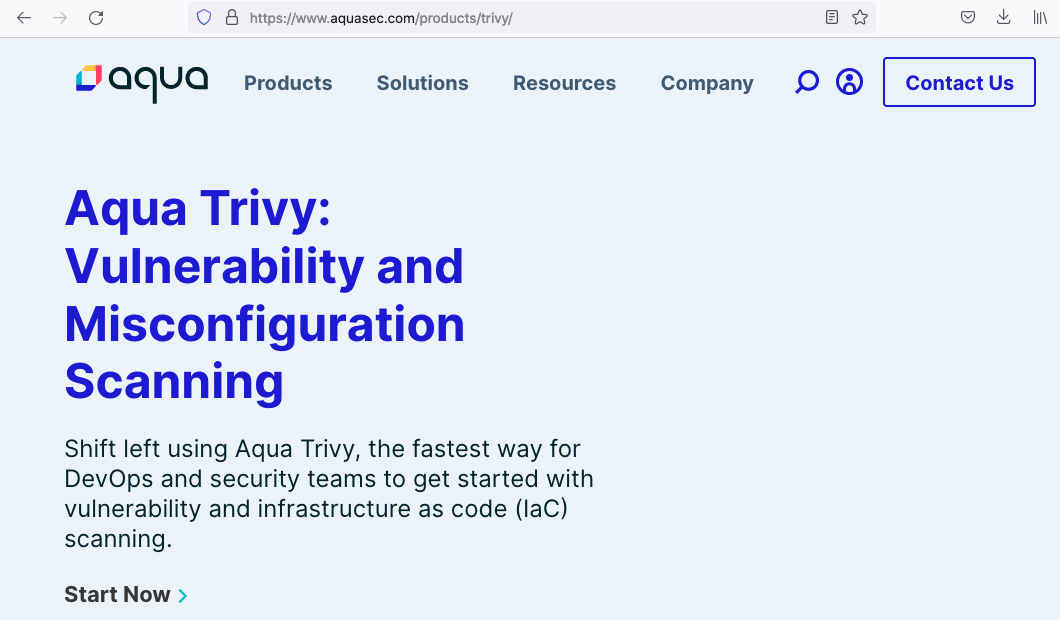 https://www.aquasec.com/products/trivy/
aqua Products Solutions Resources Company Contact Us
Aqua Trivy:
Vulnerability and
Misconfiguration
Scanning
Shift left using Aqua Trivy, the fastest way for
DevOps and security teams to get started with
vulnerability and infrastructure as code (IaC)
scanning.
Start Now